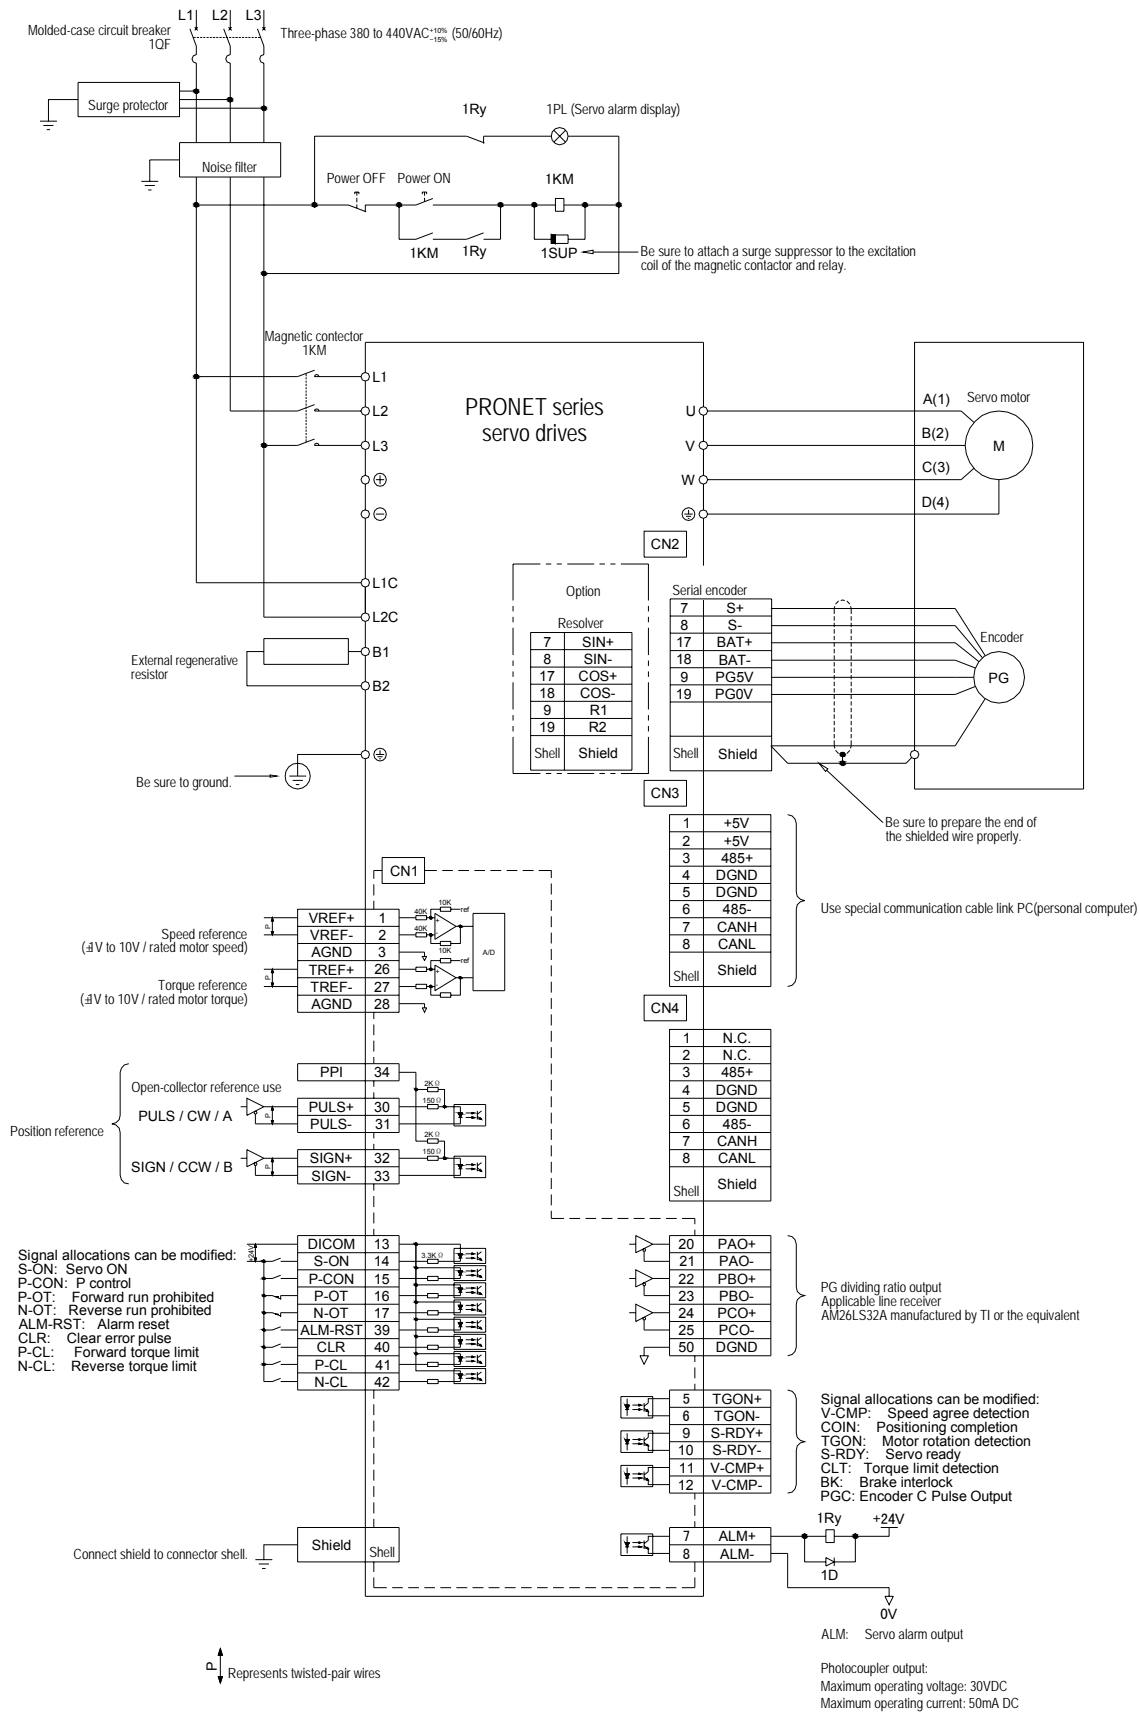 L1 L2 L3
Molded-case circuit breaker
1QF
Three-phase 380 to 440VAC +10% -15% (50/60Hz)
Surge protector
Noise filter
1Ry
1PL (Servo alarm display)
Power OFF
Power ON
1KM
1KM
1Ry
1SUP
Be sure to attach a surge suppressor to the excitation
coil of the magnetic contactor and relay.
Magnetic contector
1KM
L1
L2
L3
⊕
⊖
L1C
L2C
B1
B2
External regenerative
resistor
Be sure to ground.
PRONET series
servo drives
U
V
W
A(1)
B(2)
C(3)
D(4)
Servo motor
M
CN2
Option
Resolver
7 SIN+
8 SIN-
17 COS+
18 COS-
9 R1
19 R2
Shell Shield
Serial encoder
7 S+
8 S-
17 BAT+
18 BAT-
9 PG5V
19 PG0V
Shell Shield
Encoder
PG
Be sure to prepare the end of
the shielded wire properly.
CN3
1 +5V
2 +5V
3 485+
4 DGND
5 DGND
6 485-
7 CANH
8 CANL
Shell Shield
Use special communication cable link PC(personal computer)
CN4
1 N.C.
2 N.C.
3 485+
4 DGND
5 DGND
6 485-
7 CANH
8 CANL
Shell Shield
CN1
Speed reference
(±1V to 10V / rated motor speed)
Torque reference
(±1V to 10V / rated motor torque)
P
P
VREF+ 1
VREF- 2
AGND 3
TREF+ 26
TREF- 27
AGND 28
10K
ref
40K
40K
10K
ref
A/D
Position reference
Open-collector reference use
PULS / CW / A
SIGN / CCW / B
P
P
PPI 34
PULS+ 30
PULS- 31
SIGN+ 32
SIGN- 33
2KΩ
150Ω
2KΩ
150Ω
Signal allocations can be modified:
S-ON: Servo ON
P-CON: P control
P-OT: Forward run prohibited
N-OT: Reverse run prohibited
ALM-RST: Alarm reset
CLR: Clear error pulse
P-CL: Forward torque limit
N-CL: Reverse torque limit
+24V
DICOM 13
S-ON 14
P-CON 15
P-OT 16
N-OT 17
ALM-RST 39
CLR 40
P-CL 41
N-CL 42
3.3KΩ
20 PAO+
21 PAO-
22 PBO+
23 PBO-
24 PCO+
25 PCO-
50 DGND
PG dividing ratio output
Applicable line receiver
AM26LS32A manufactured by TI or the equivalent
5 TGON+
6 TGON-
9 S-RDY+
10 S-RDY-
11 V-CMP+
12 V-CMP-
Signal allocations can be modified:
V-CMP: Speed agree detection
COIN: Positioning completion
TGON: Motor rotation detection
S-RDY: Servo ready
CLT: Torque limit detection
BK: Brake interlock
PGC: Encoder C Pulse Output
7 ALM+
8 ALM-
1Ry
+24V
1D
0V
ALM: Servo alarm output
Connect shield to connector shell.
Shield Shell
P Represents twisted-pair wires
Photocoupler output:
Maximum operating voltage: 30VDC
Maximum operating current: 50mA DC